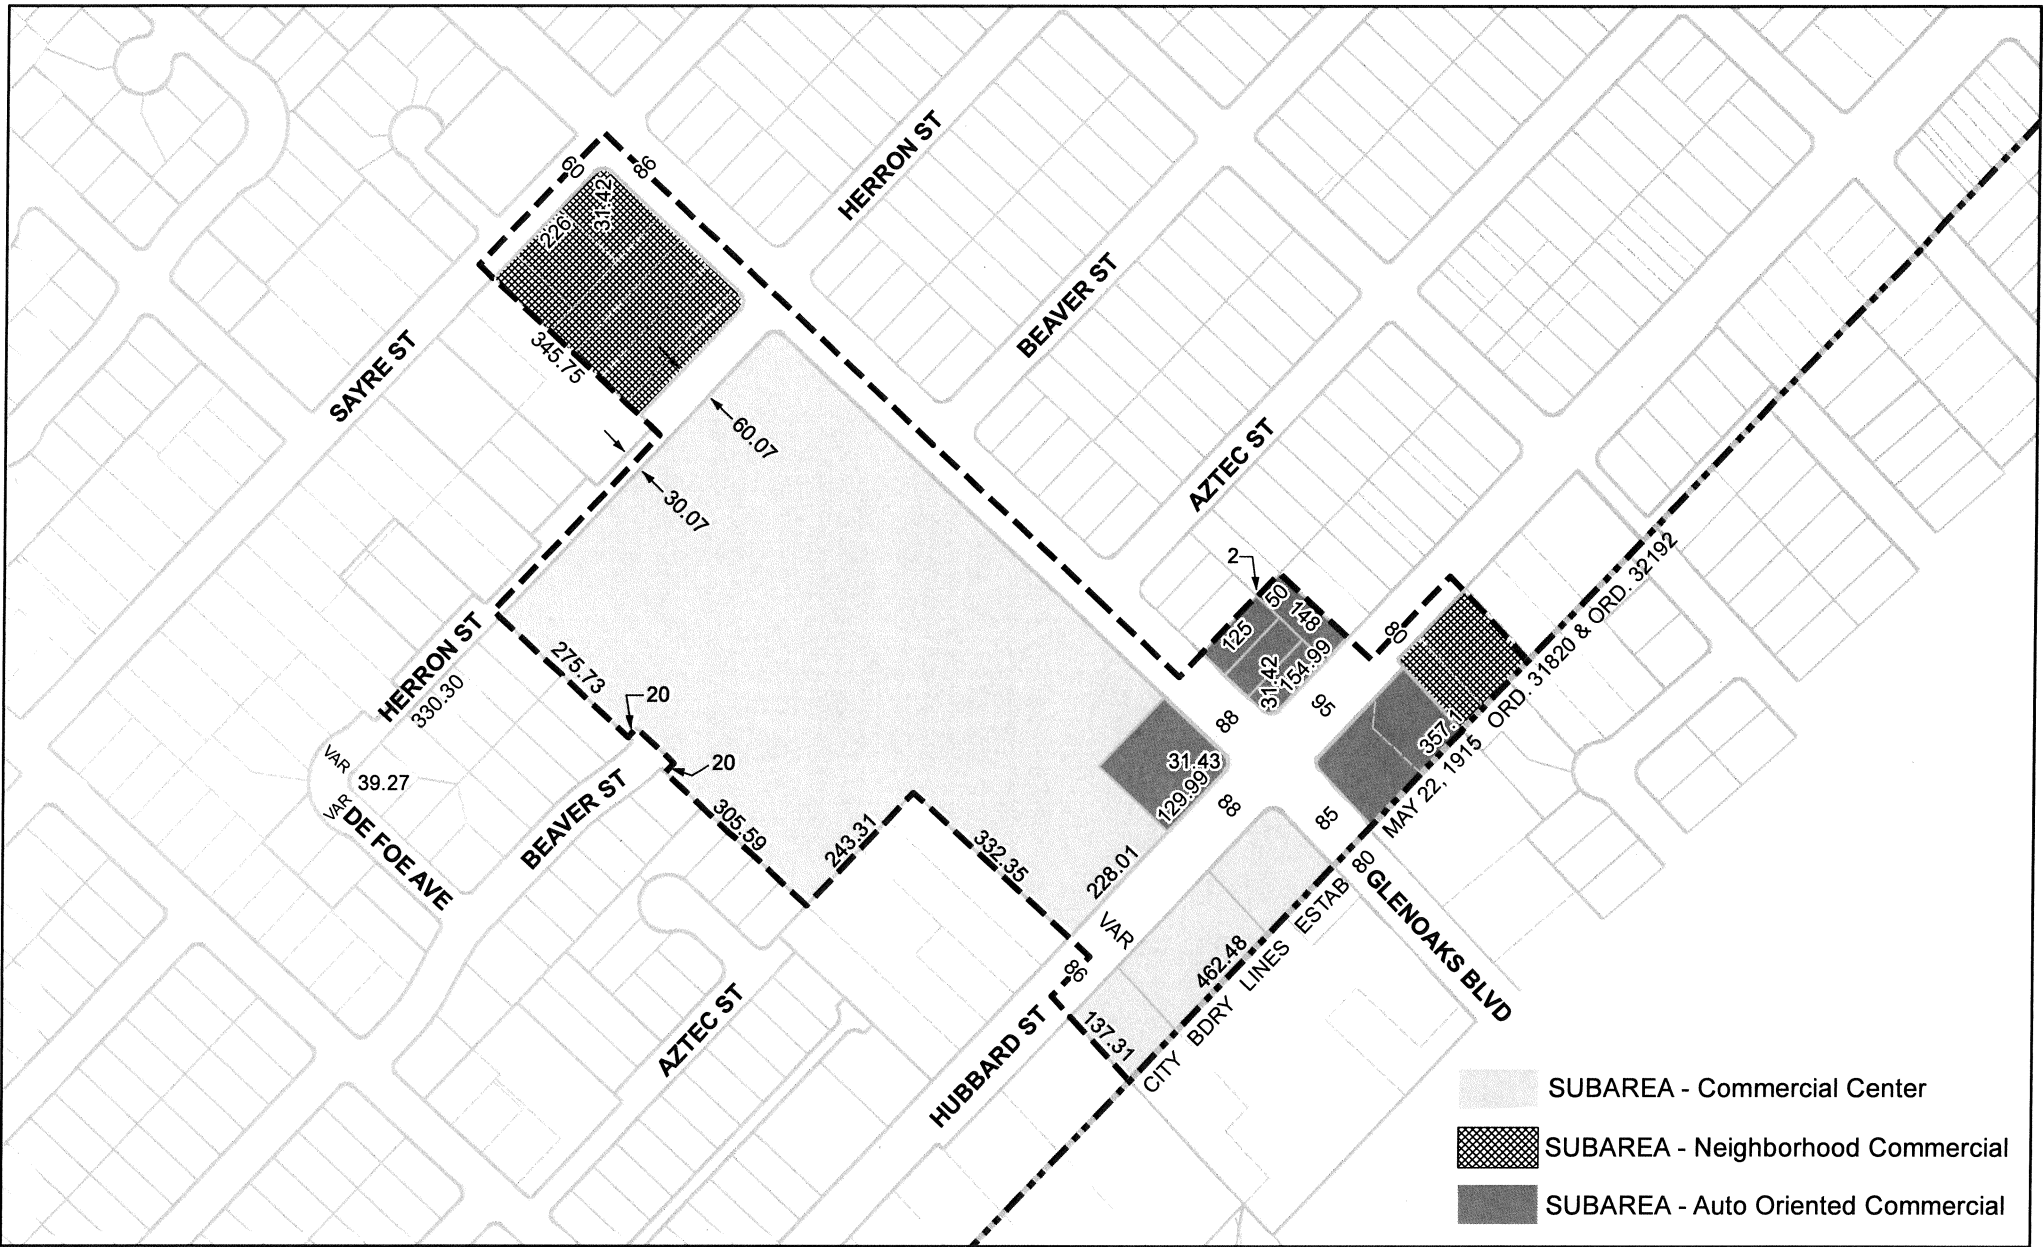 HERRON ST
60
86
226
31.42
BEAVER ST
345.75
SAYRE ST
60.07
30.07
AZTEC ST
2
50
148
125
31.42
154.99
80
MAY 22, 1915 ORD. 31820 & ORD. 32192
HERRON ST
330.30
275.73
20
20
88
95
357.1
31.43
129.99
88
85
VAR
39.27
VAR
DE FOE AVE
BEAVER ST
305.59
243.31
332.35
228.01
VAR
80
GLENOAKS BLVD
462.48
CITY BDRY LINES ESTAB
86
137.31
AZTEC ST
HUBBARD ST
SUBAREA - Commercial Center
SUBAREA - Neighborhood Commercial
SUBAREA - Auto Oriented Commercial